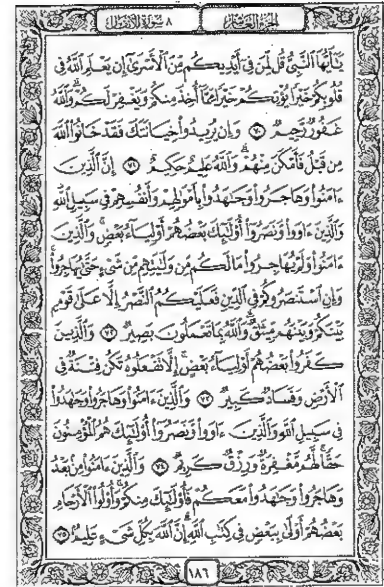 الجزء العاشر
٨ سورة الأنفال
يَٰٓأَيُّهَا ٱلنَّبِىُّ قُل لِّمَن فِىٓ أَيْدِيكُم مِّنَ ٱلْأَسْرَىٰٓ إِن يَعْلَمِ ٱللَّهُ فِى
قُلُوبِكُمْ خَيْرًا يُؤْتِكُمْ خَيْرًا مِّمَّآ أُخِذَ مِنكُمْ وَيَغْفِرْ لَكُمْ ۗ وَٱللَّهُ
غَفُورٌ رَّحِيمٌ ٧٠ وَإِن يُرِيدُوا۟ خِيَانَتَكَ فَقَدْ خَانُوا۟ ٱللَّهَ
مِن قَبْلُ فَأَمْكَنَ مِنْهُمْ ۗ وَٱللَّهُ عَلِيمٌ حَكِيمٌ ٧١ إِنَّ ٱلَّذِينَ
ءَامَنُوا۟ وَهَاجَرُوا۟ وَجَٰهَدُوا۟ بِأَمْوَٰلِهِمْ وَأَنفُسِهِمْ فِى سَبِيلِ ٱللَّهِ
وَٱلَّذِينَ ءَاوَوا۟ وَّنَصَرُوٓا۟ أُو۟لَٰٓئِكَ بَعْضُهُمْ أَوْلِيَآءُ بَعْضٍ ۚ وَٱلَّذِينَ
ءَامَنُوا۟ وَلَمْ يُهَاجِرُوا۟ مَا لَكُم مِّن وَلَٰيَتِهِم مِّن شَىْءٍ حَتَّىٰ يُهَاجِرُوا۟ ۚ
وَإِنِ ٱسْتَنصَرُوكُمْ فِى ٱلدِّينِ فَعَلَيْكُمُ ٱلنَّصْرُ إِلَّا عَلَىٰ قَوْمٍۭ
بَيْنَكُمْ وَبَيْنَهُم مِّيثَٰقٌ ۗ وَٱللَّهُ بِمَا تَعْمَلُونَ بَصِيرٌ ٧٢ وَٱلَّذِينَ
كَفَرُوا۟ بَعْضُهُمْ أَوْلِيَآءُ بَعْضٍ ۚ إِلَّا تَفْعَلُوهُ تَكُن فِتْنَةٌ فِى
ٱلْأَرْضِ وَفَسَادٌ كَبِيرٌ ٧٣ وَٱلَّذِينَ ءَامَنُوا۟ وَهَاجَرُوا۟ وَجَٰهَدُوا۟
فِى سَبِيلِ ٱللَّهِ وَٱلَّذِينَ ءَاوَوا۟ وَّنَصَرُوٓا۟ أُو۟لَٰٓئِكَ هُمُ ٱلْمُؤْمِنُونَ
حَقًّا ۚ لَّهُم مَّغْفِرَةٌ وَرِزْقٌ كَرِيمٌ ٧٤ وَٱلَّذِينَ ءَامَنُوا۟ مِنۢ بَعْدُ
وَهَاجَرُوا۟ وَجَٰهَدُوا۟ مَعَكُمْ فَأُو۟لَٰٓئِكَ مِنكُمْ ۚ وَأُو۟لُوا۟ ٱلْأَرْحَامِ
بَعْضُهُمْ أَوْلَىٰ بِبَعْضٍ فِى كِتَٰبِ ٱللَّهِ ۗ إِنَّ ٱللَّهَ بِكُلِّ شَىْءٍ عَلِيمٌۢ ٧٥
١٨٦